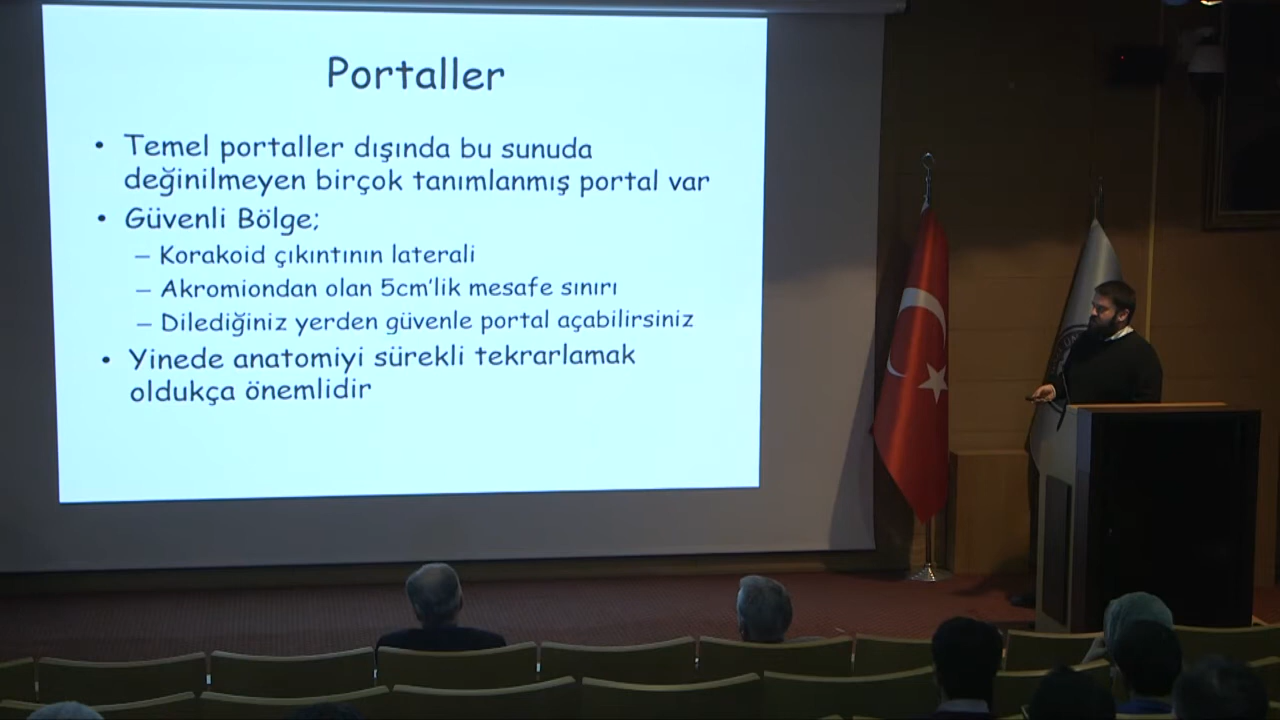 Portaller
• Temel portaller dışında bu sunuda
değinilmeyen birçok tanımlanmış portal var
• Güvenli Bölge;
– Korakoid çıkıntının laterali
– Akromiondan olan 5cm'lik mesafe sınırı
– Dilediğiniz yerden güvenle portal açabilirsiniz
• Yinede anatomiyi sürekli tekrarlamak
oldukça önemlidir